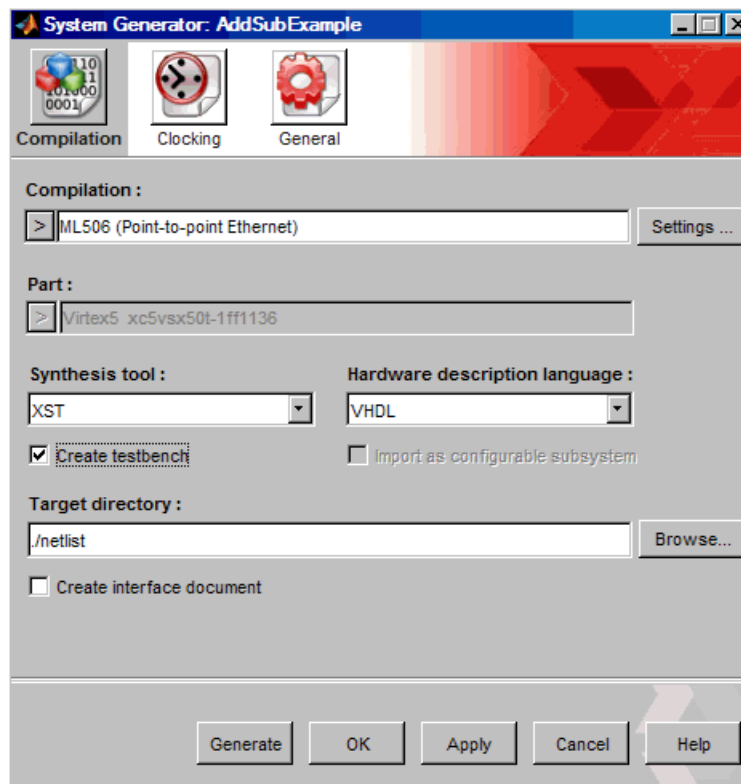 System Generator: AddSubExample
Compilation
Clocking
General
Compilation :
> ML506 (Point-to-point Ethernet)
Settings ...
Part :
> Virtex5 xc5vsx50t-1ff1136
Synthesis tool :
Hardware description language :
XST
VHDL
Create testbench
Import as configurable subsystem
Target directory :
./netlist
Browse...
Create interface document
Generate
OK
Apply
Cancel
Help